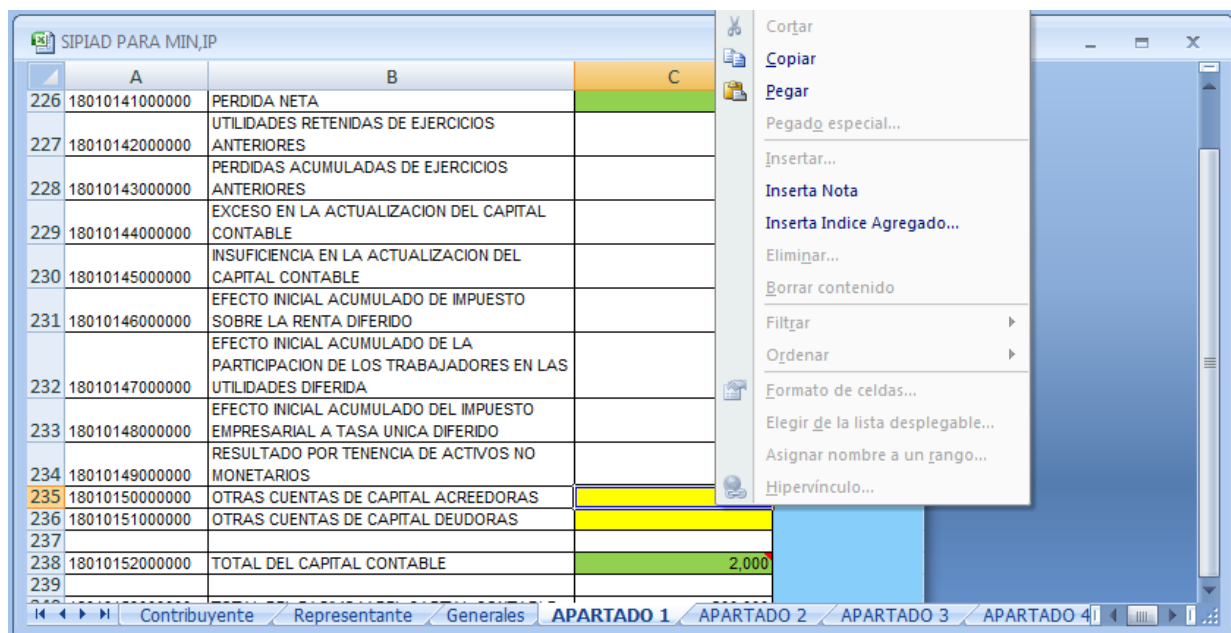 SIPIAD PARA MIN,IP
A B C
226 18010141000000 PERDIDA NETA
UTILIDADES RETENIDAS DE EJERCICIOS
227 18010142000000 ANTERIORES
PERDIDAS ACUMULADAS DE EJERCICIOS
228 18010143000000 ANTERIORES
EXCESO EN LA ACTUALIZACION DEL CAPITAL
229 18010144000000 CONTABLE
INSUFICIENCIA EN LA ACTUALIZACION DEL
230 18010145000000 CAPITAL CONTABLE
EFECTO INICIAL ACUMULADO DE IMPUESTO
231 18010146000000 SOBRE LA RENTA DIFERIDO
EFECTO INICIAL ACUMULADO DE LA
PARTICIPACION DE LOS TRABAJADORES EN LAS
232 18010147000000 UTILIDADES DIFERIDA
EFECTO INICIAL ACUMULADO DEL IMPUESTO
233 18010148000000 EMPRESARIAL A TASA UNICA DIFERIDO
RESULTADO POR TENENCIA DE ACTIVOS NO
234 18010149000000 MONETARIOS
235 18010150000000 OTRAS CUENTAS DE CAPITAL ACREEDORAS
236 18010151000000 OTRAS CUENTAS DE CAPITAL DEUDORAS
237
238 18010152000000 TOTAL DEL CAPITAL CONTABLE 2,000
239
Cortar
Copiar
Pegar
Pegado especial...
Insertar...
Inserta Nota
Inserta Indice Agregado...
Eliminar...
Borrar contenido
Filtrar
Ordenar
Formato de celdas...
Elegir de la lista desplegable...
Asignar nombre a un rango...
Hipervínculo...
Contribuyente Representante Generales APARTADO 1 APARTADO 2 APARTADO 3 APARTADO 4